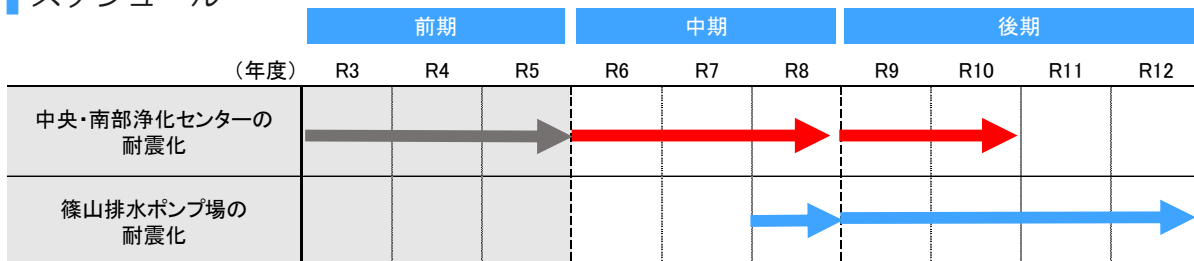 スケジュール
前期 中期 後期
（年度） R3 R4 R5 R6 R7 R8 R9 R10 R11 R12
中央・南部浄化センターの
耐震化
篠山排水ポンプ場の
耐震化